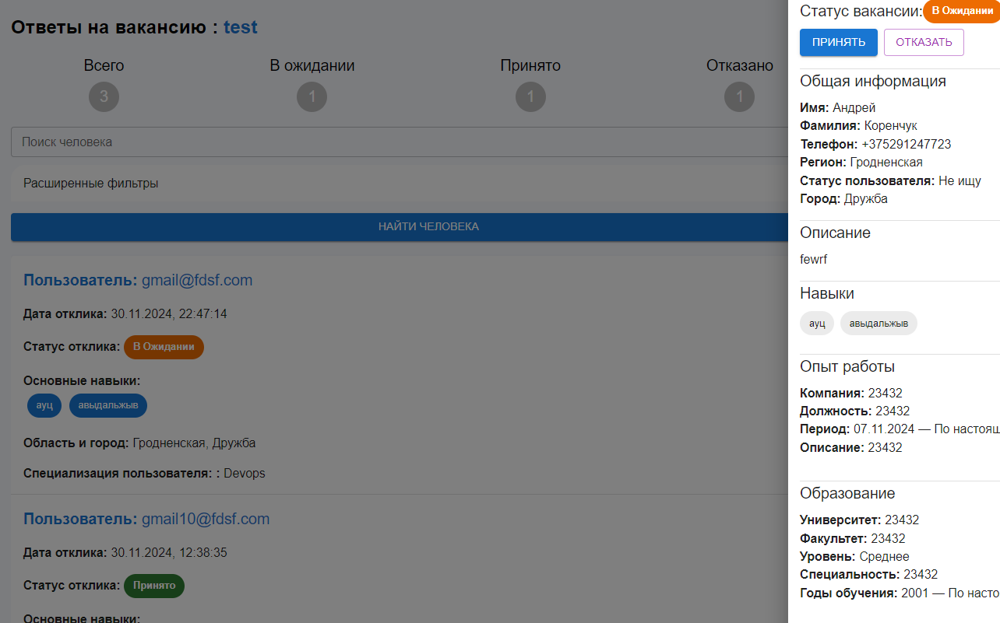 Ответы на вакансию : test
Всего
В ожидании
Принято
Отказано
3
1
1
1
Поиск человека
Расширенные фильтры
НАЙТИ ЧЕЛОВЕКА
Пользователь: gmail@fdsf.com
Дата отклика: 30.11.2024, 22:47:14
Статус отклика: В Ожидании
Основные навыки:
ауц авыдальжыв
Область и город: Гродненская, Дружба
Специализация пользователя: : Devops
Пользователь: gmail10@fdsf.com
Дата отклика: 30.11.2024, 12:38:35
Статус отклика: Принято
Основные навыки:
Статус вакансии: В Ожидании
ПРИНЯТЬ ОТКАЗАТЬ
Общая информация
Имя: Андрей
Фамилия: Коренчук
Телефон: +375291247723
Регион: Гродненская
Статус пользователя: Не ищу
Город: Дружба
Описание
fewrf
Навыки
ауц авыдальжыв
Опыт работы
Компания: 23432
Должность: 23432
Период: 07.11.2024 — По настоящ
Описание: 23432
Образование
Университет: 23432
Факультет: 23432
Уровень: Среднее
Специальность: 23432
Годы обучения: 2001 — По насто